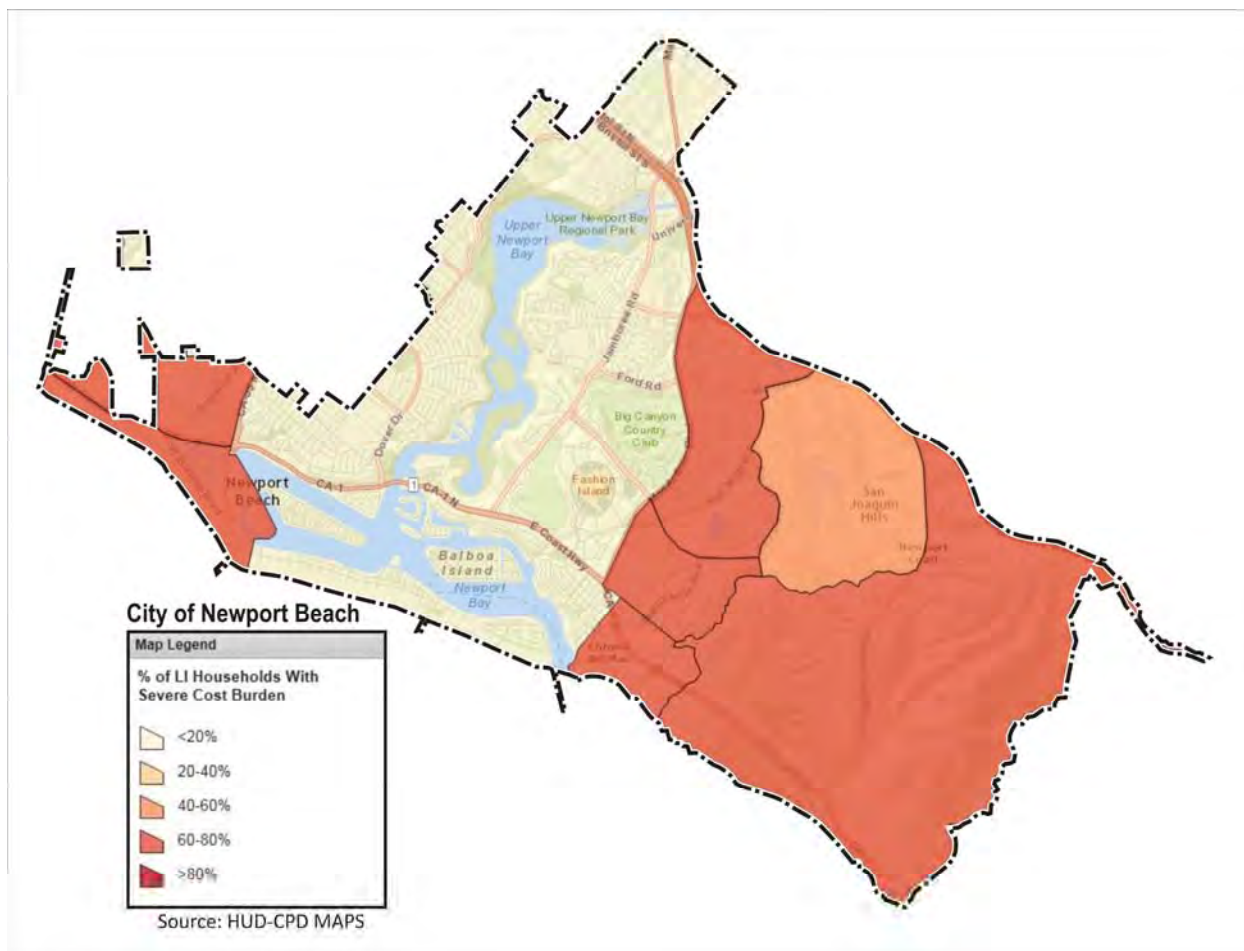 Upper Newport Bay
Regional Park
Upper
Newport
Bay
Jamboree Rd
Ford Rd
Big Canyon
Country
Club
Dover Dr
Fashion
Island
San
Joaquin
Hills
Newport
Beach
CA-1
1
CA-1 N
E Coast Hwy
Balboa
Island
Newport
Bay
City of Newport Beach
Map Legend
% of LI Households With
Severe Cost Burden
<20%
20-40%
40-60%
60-80%
>80%
Source: HUD-CPD MAPS